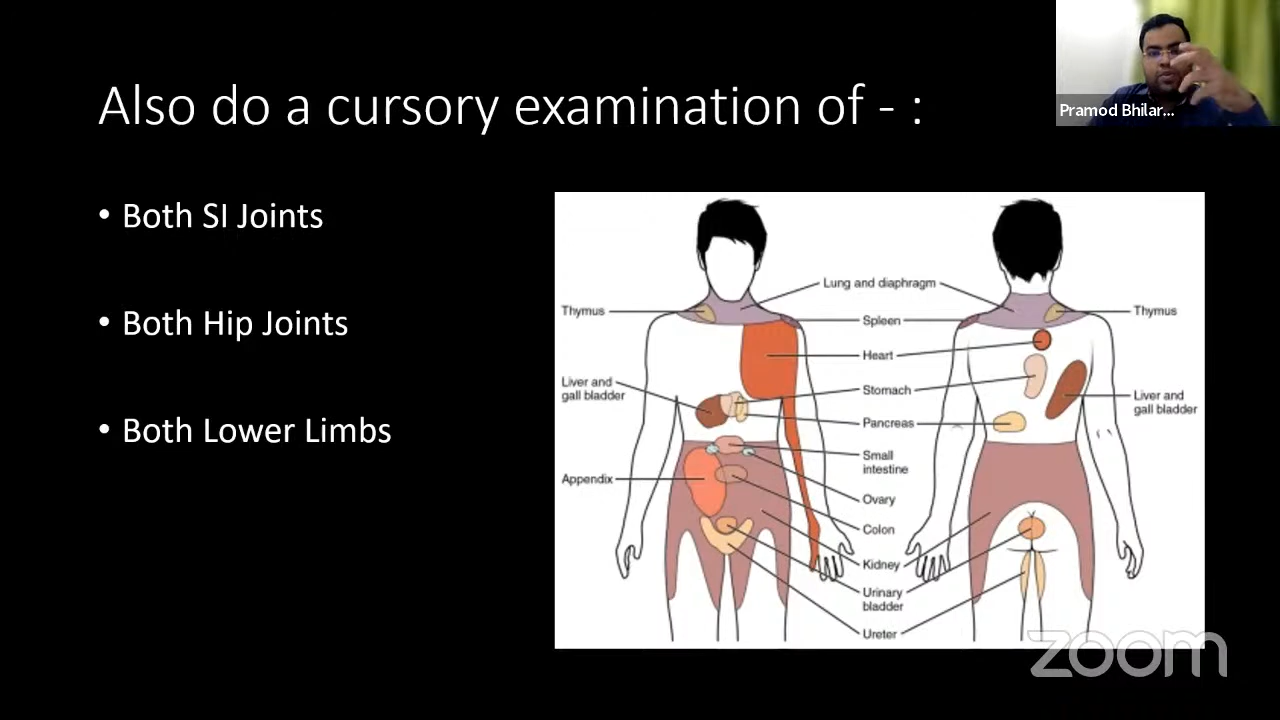 Also do a cursory examination of - :
Pramod Bhilar...
• Both SI Joints
• Both Hip Joints
• Both Lower Limbs
Lung and diaphragm
Thymus
Spleen
Thymus
Heart
Liver and
gall bladder
Stomach
Liver and
gall bladder
Pancreas
Small
intestine
Appendix
Ovary
Colon
Kidney
Urinary
bladder
Ureter
zoom